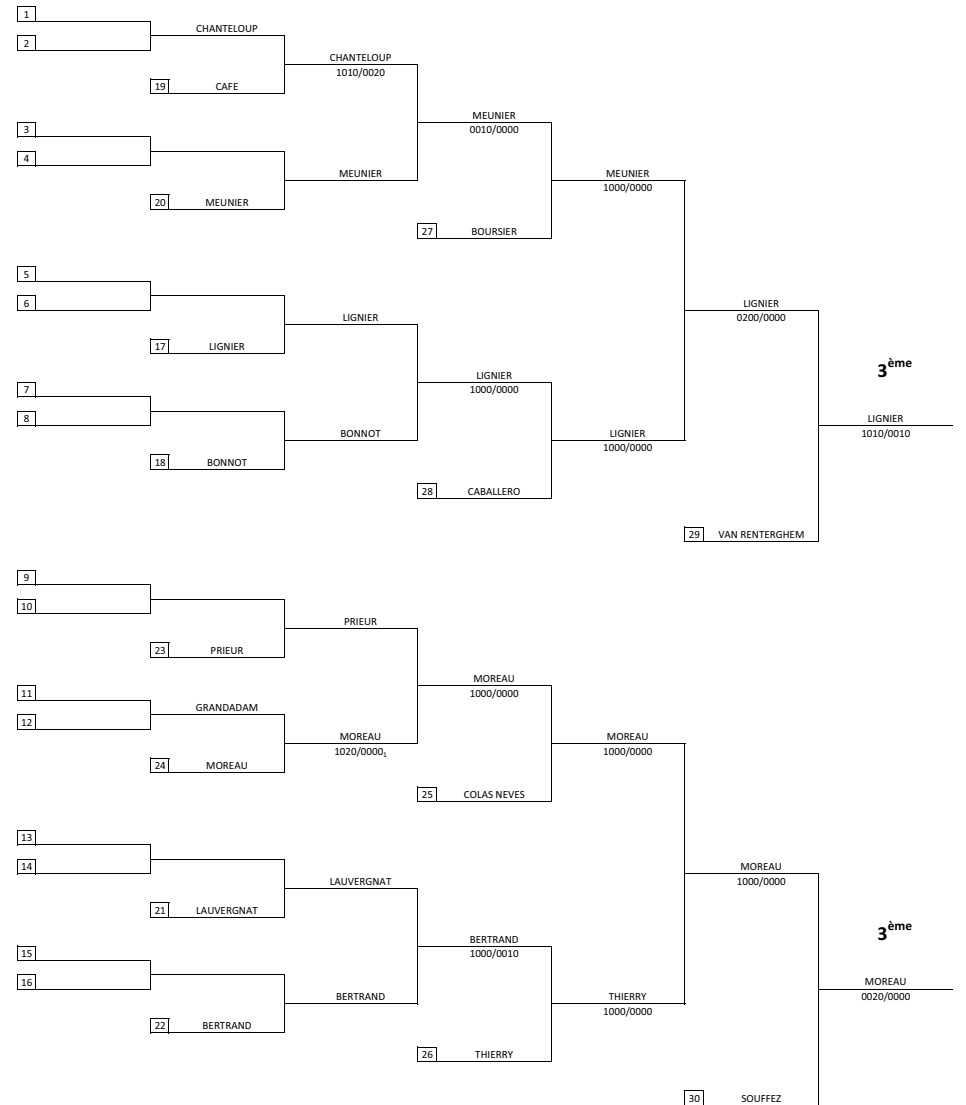 1
CHANTELOUP
2
CHANTELOUP
1010/0020
19 CAFE
MEUNIER
0010/0000
3
4
MEUNIER
MEUNIER
1000/0000
20 MEUNIER
27 BOURSIER
5
6
LIGNIER
0200/0000
LIGNIER
17 LIGNIER
3ème
LIGNIER
1000/0000
7
8
LIGNIER
1010/0010
BONNOT
LIGNIER
1000/0000
18 BONNOT
28 CABALLERO
29 VAN RENTERGHEM
9
10
PRIEUR
23 PRIEUR
MOREAU
1000/0000
11
GRANDADAM
12
MOREAU
1020/0000₁
MOREAU
1000/0000
24 MOREAU
25 COLAS NEVES
13
14
MOREAU
1000/0000
LAUVERGNAT
21 LAUVERGNAT
3ème
BERTRAND
1000/0010
15
16
MOREAU
0020/0000
BERTRAND
THIERRY
1000/0000
22 BERTRAND
26 THIERRY
30 SOUFFEZ